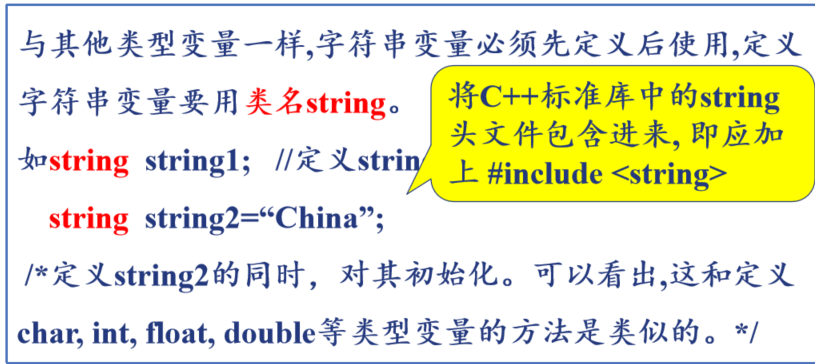 与其他类型变量一样,字符串变量必须先定义后使用,定义
字符串变量要用类名string。
如string string1; //定义strin
string string2=“China”;
/*定义string2的同时，对其初始化。可以看出,这和定义
char, int, float, double等类型变量的方法是类似的。*/
将C++标准库中的string
头文件包含进来, 即应加
上 #include <string>